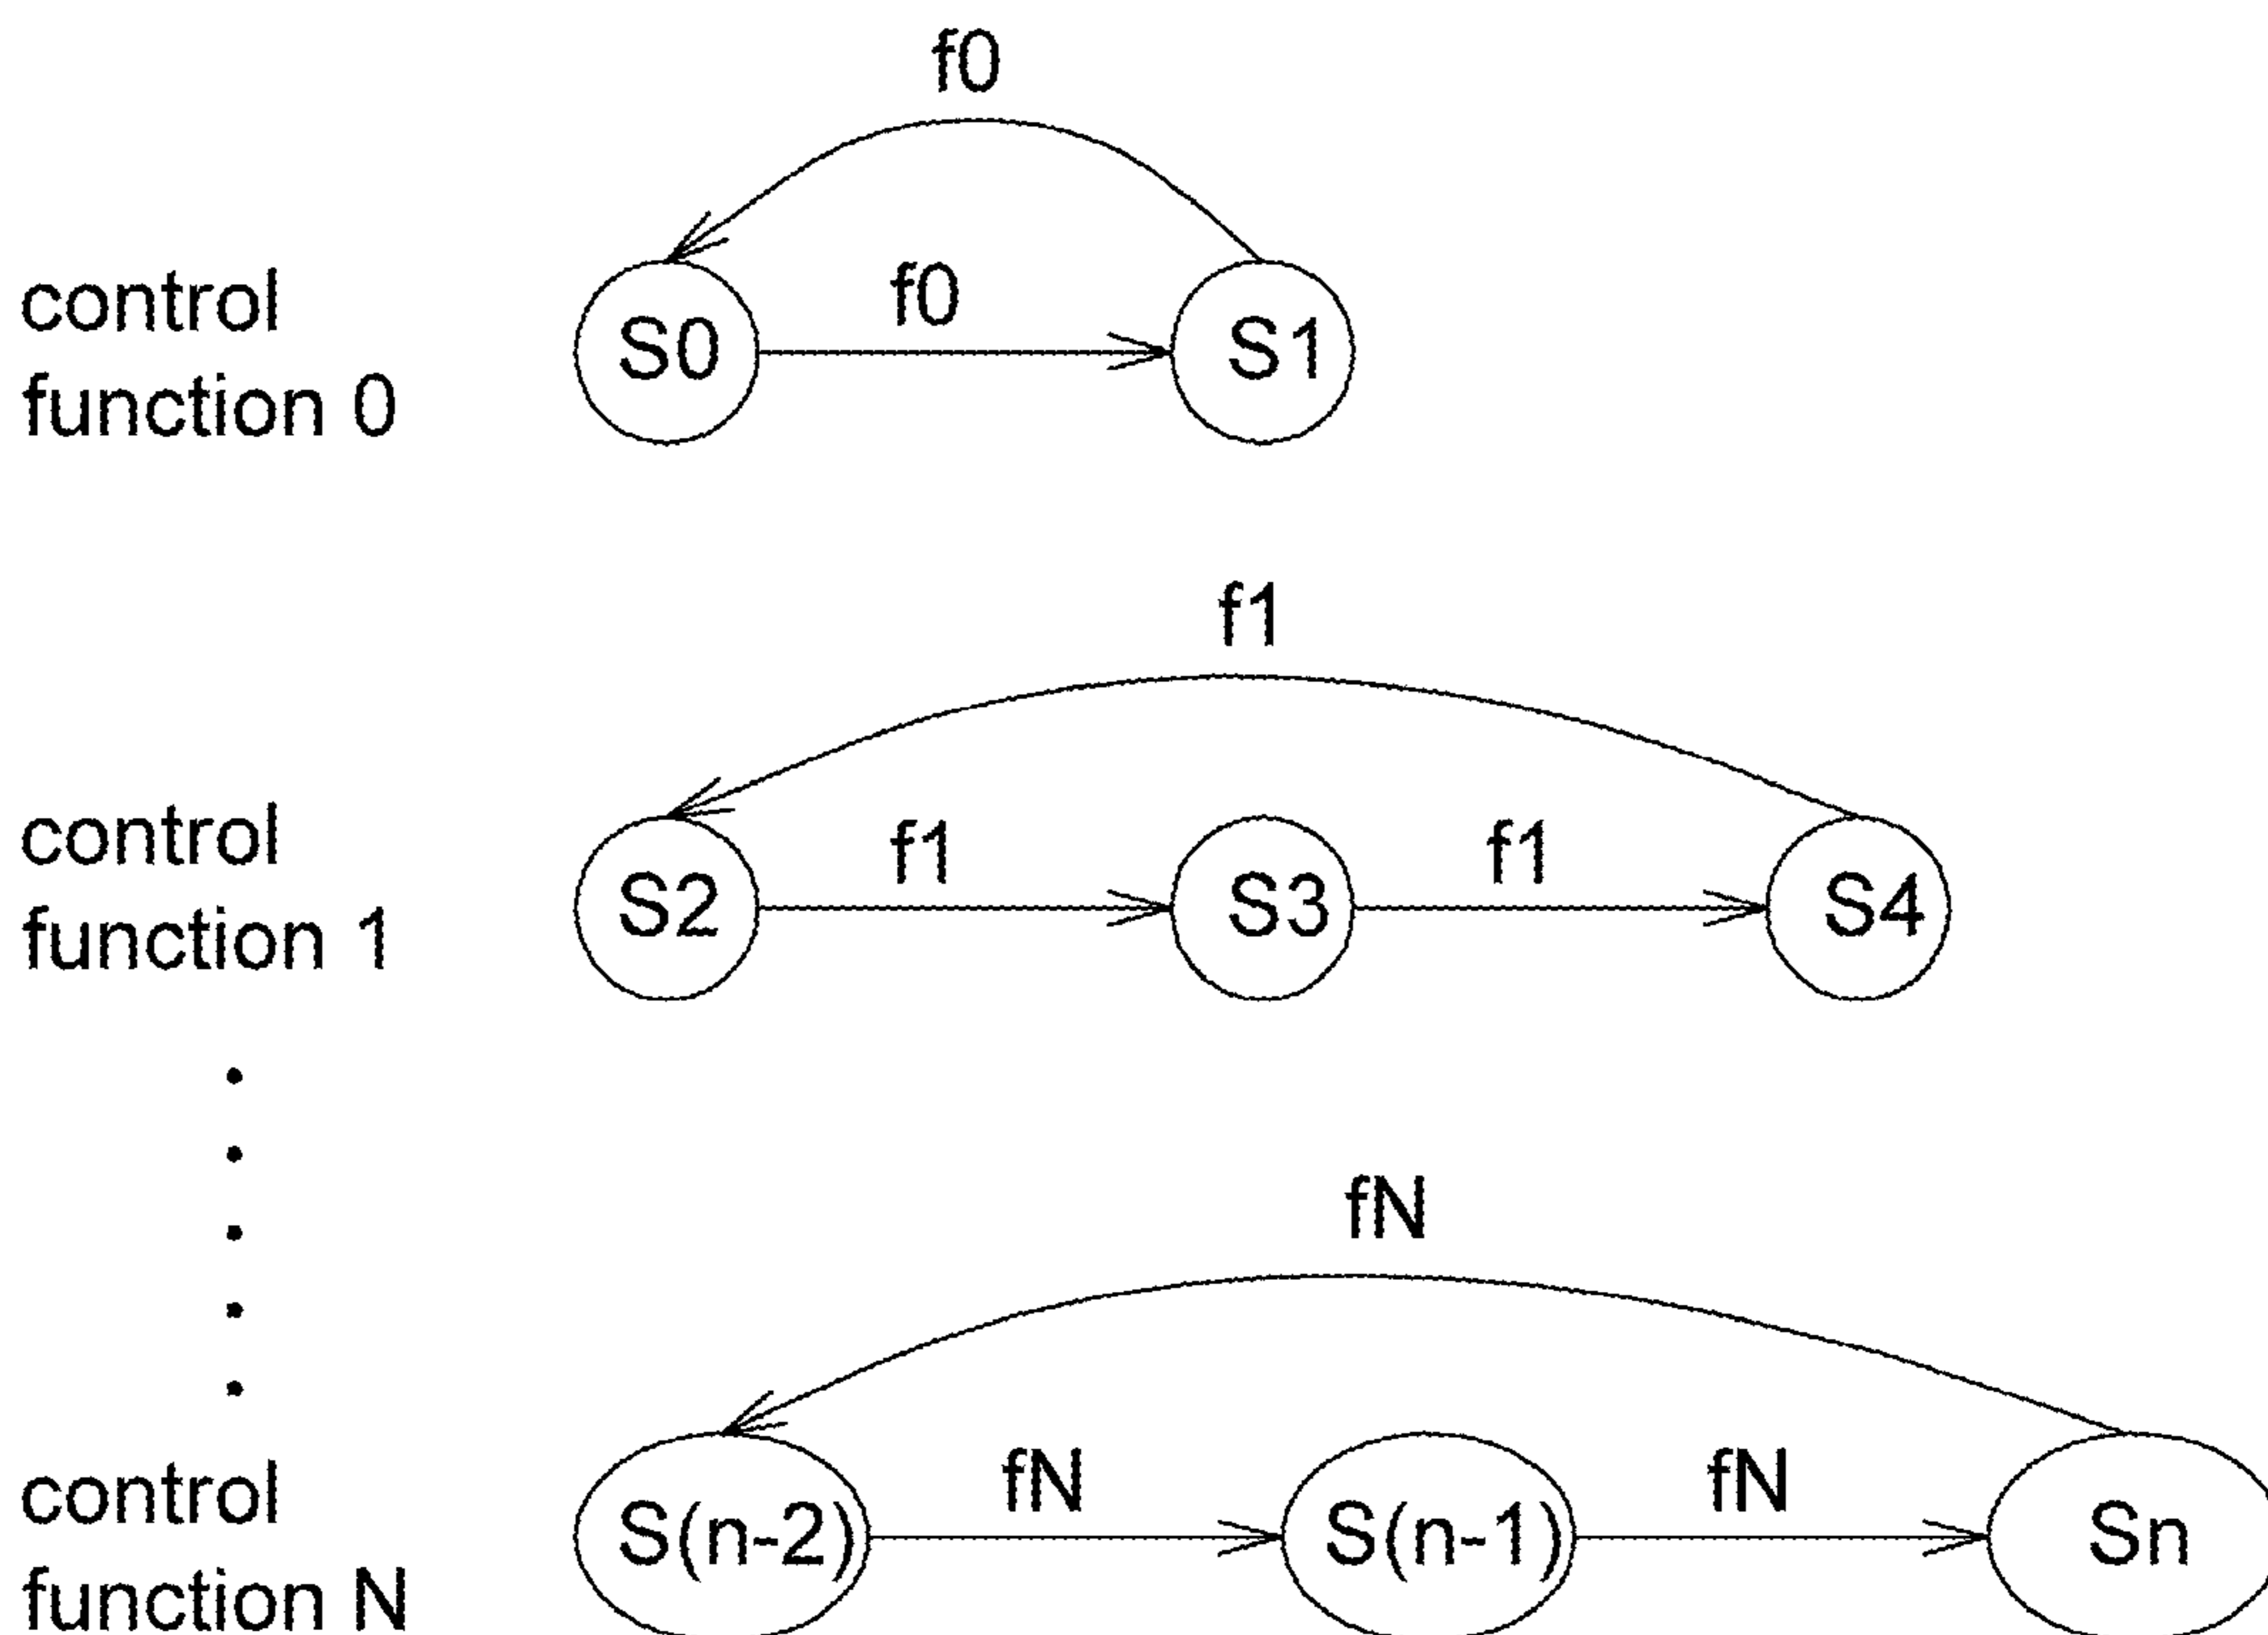 f0
control
function 0
S0
f0
S1
f1
control
function 1
S2
f1
S3
f1
S4
fN
control
function N
S(n-2)
fN
S(n-1)
fN
Sn